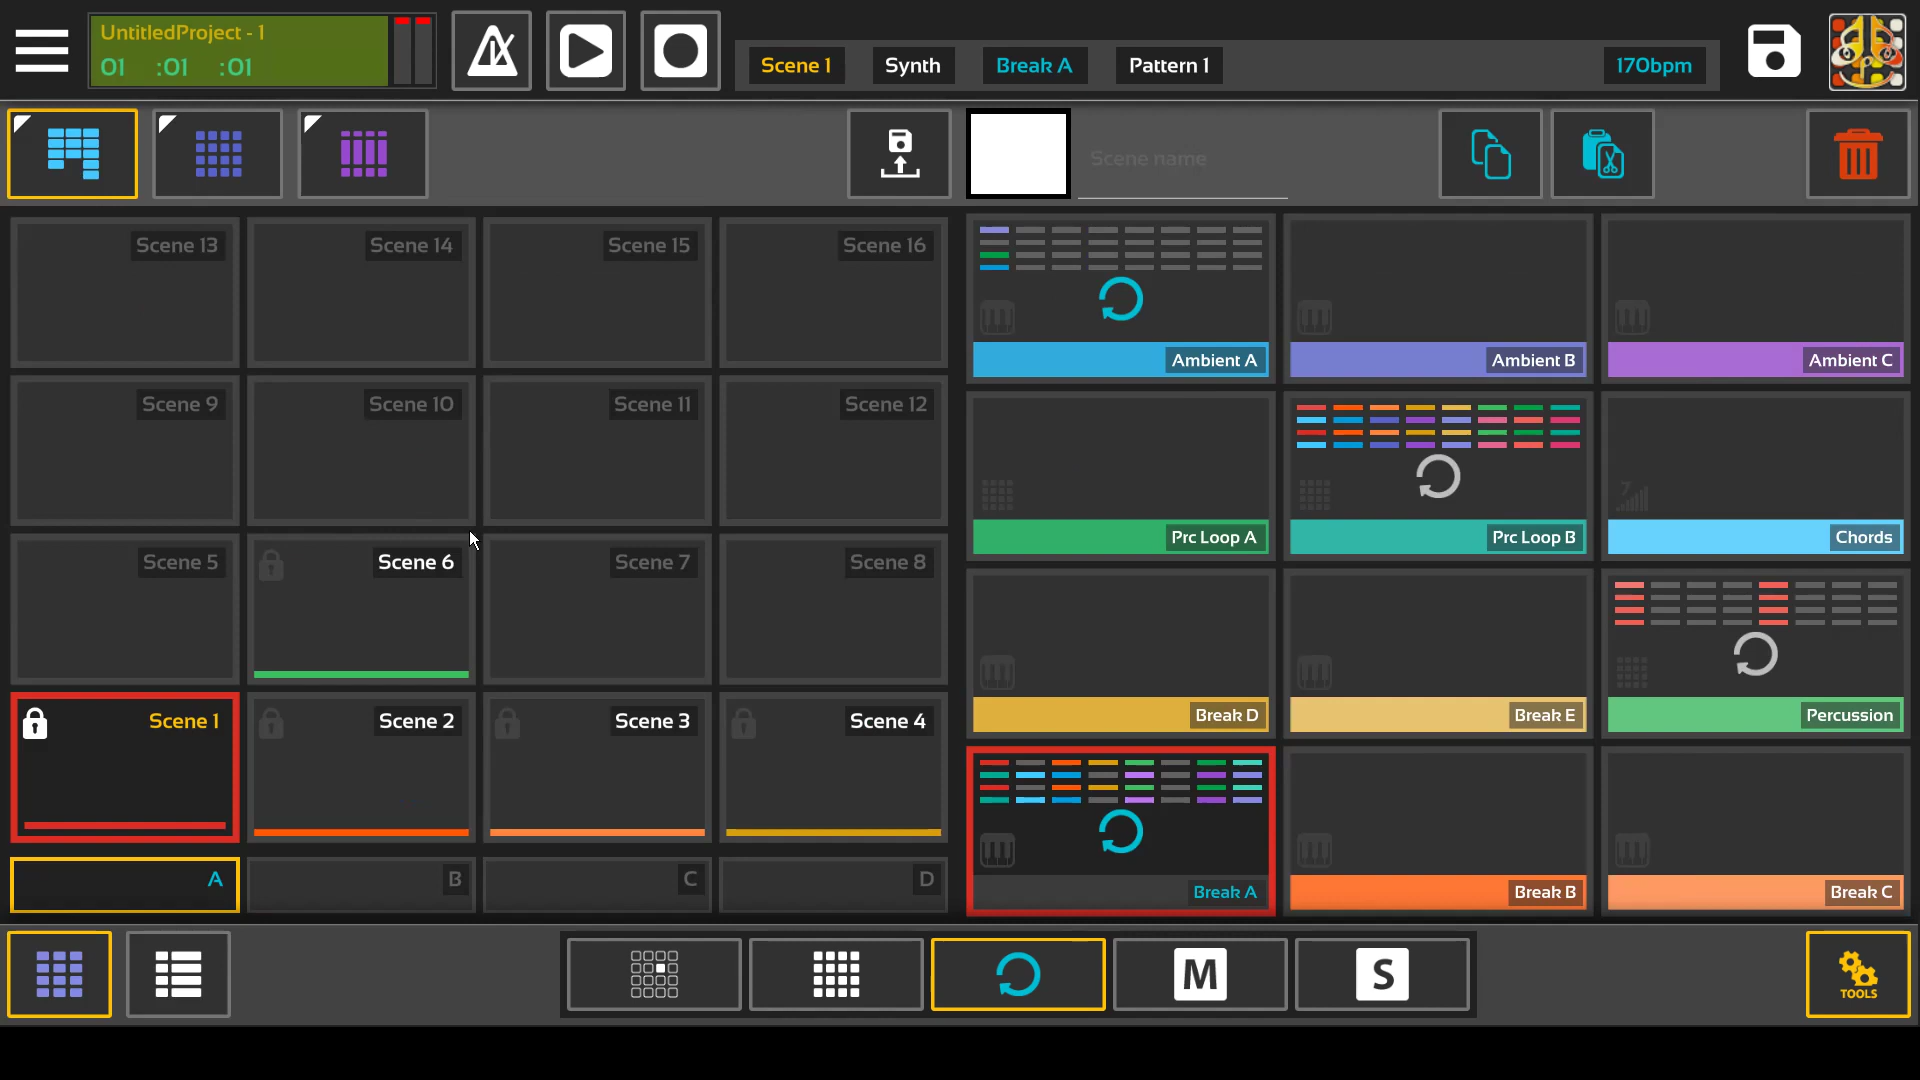 UntitledProject - 1
01 :01 :01
Scene 1 Synth Break A Pattern 1 170bpm
Scene name
Scene 13 Scene 14 Scene 15 Scene 16
Ambient A Ambient B Ambient C
Scene 9 Scene 10 Scene 11 Scene 12
7
Prc Loop A Prc Loop B Chords
Scene 5 Scene 6 Scene 7 Scene 8
Break D Break E Percussion
Scene 1 Scene 2 Scene 3 Scene 4
A B C D
Break A Break B Break C
M S
TOOLS